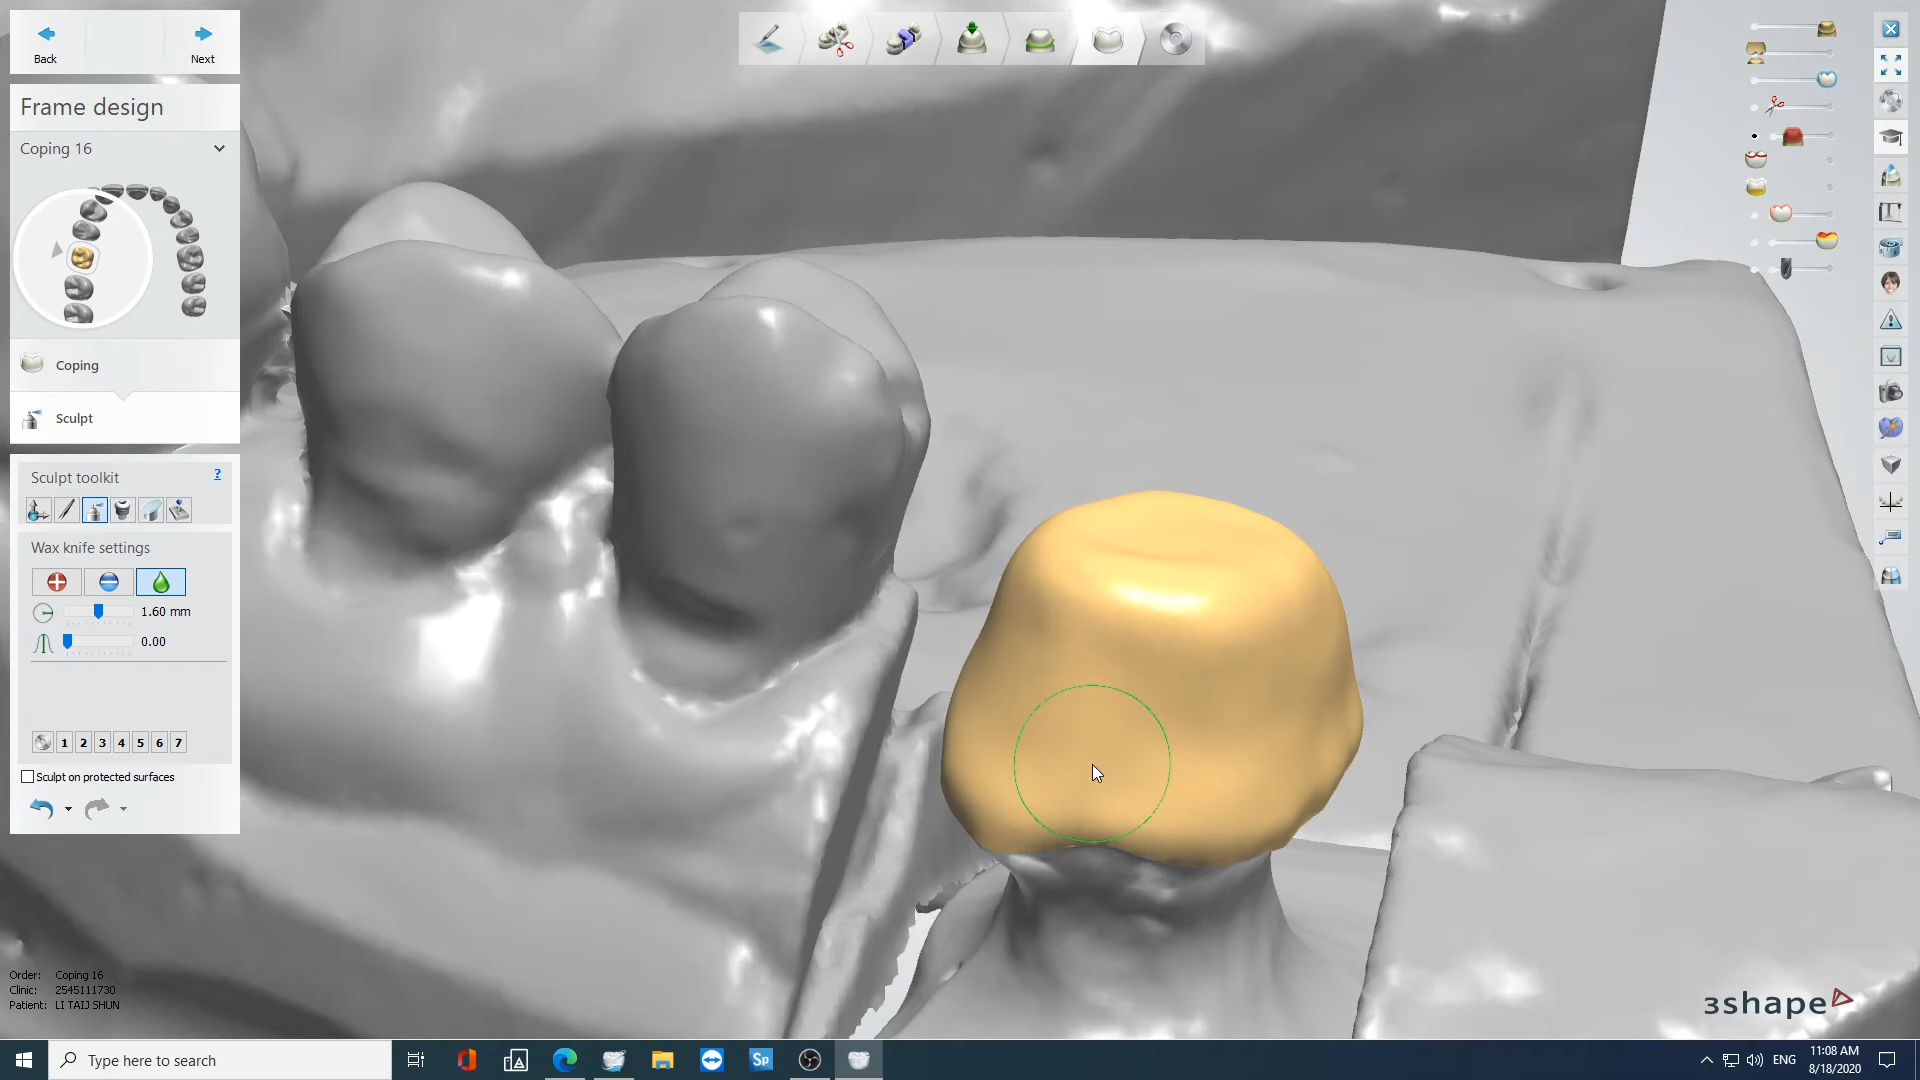 Back
Next
Frame design
Coping 16
Coping
Sculpt
Sculpt toolkit
?
Wax knife settings
1.60 mm
0.00
1 2 3 4 5 6 7
Sculpt on protected surfaces
Order: Coping 16
Clinic: 2545111730
Patient: LI TAIJ SHUN
3shape
Type here to search
Sp
ENG
11:08 AM
8/18/2020